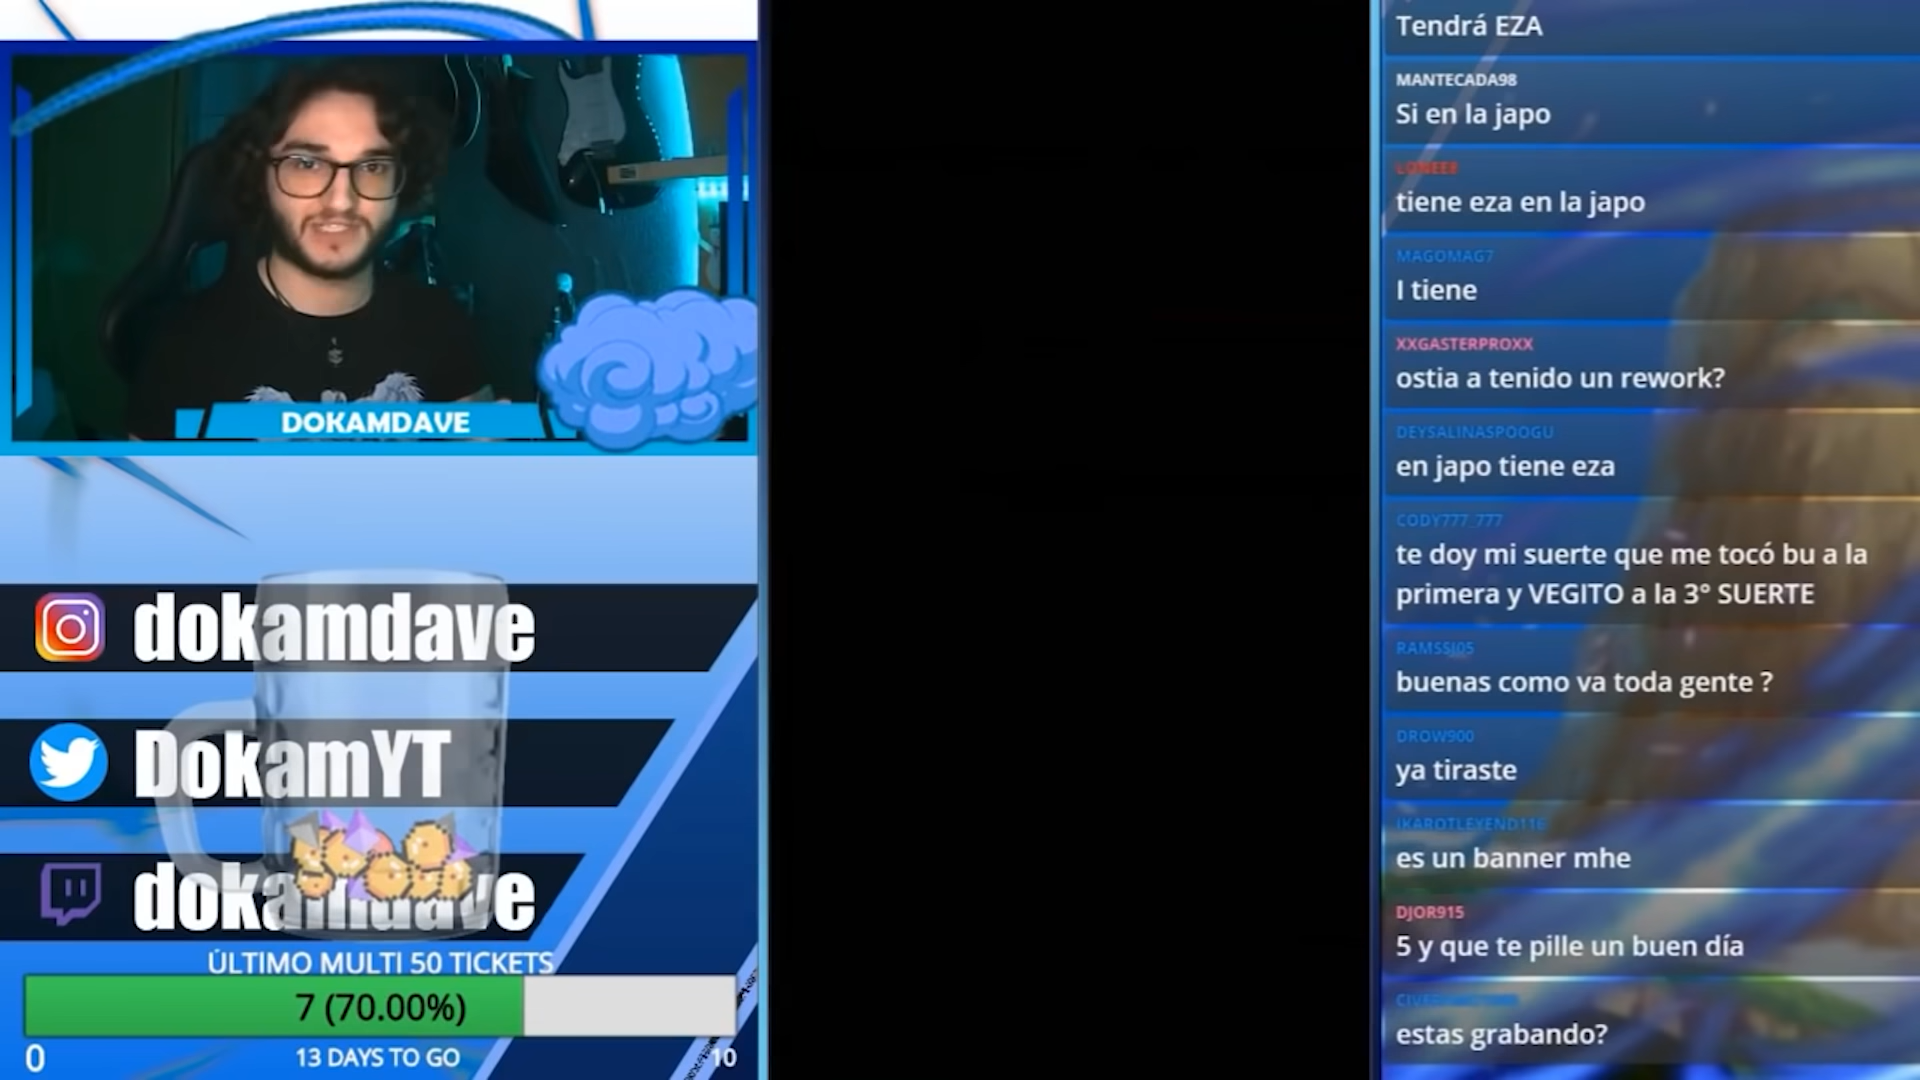 DOKAMDAVE
dokamdave
DokamYT
dokamdave
ÚLTIMO MULTI 50 TICKETS
7 (70.00%)
0
13 DAYS TO GO
10
Tendrá EZA
MANTECADA98
Si en la japo
LONEE8
tiene eza en la japo
MAGOMAG7
I tiene
XXGASTERPROXX
ostia a tenido un rework?
DEYSALINASPOOGU
en japo tiene eza
CODY777_777
te doy mi suerte que me tocó bu a la
primera y VEGITO a la 3° SUERTE
RAMSSI05
buenas como va toda gente ?
DROW900
ya tiraste
IKAROTLEYEND116
es un banner mhe
DJOR915
5 y que te pille un buen día
estas grabando?